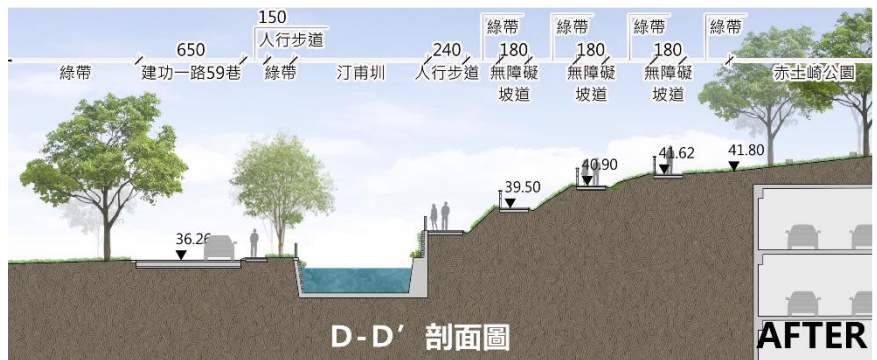 150
人行步道
綠帶
綠帶
綠帶
綠帶
650
240
180
180
180
綠帶
建功一路59巷
綠帶
汀甫圳
人行步道
無障礙
坡道
無障礙
坡道
無障礙
坡道
赤土崎公園
36.26
39.50
40.90
41.62
41.80
D-D′ 剖面圖
AFTER